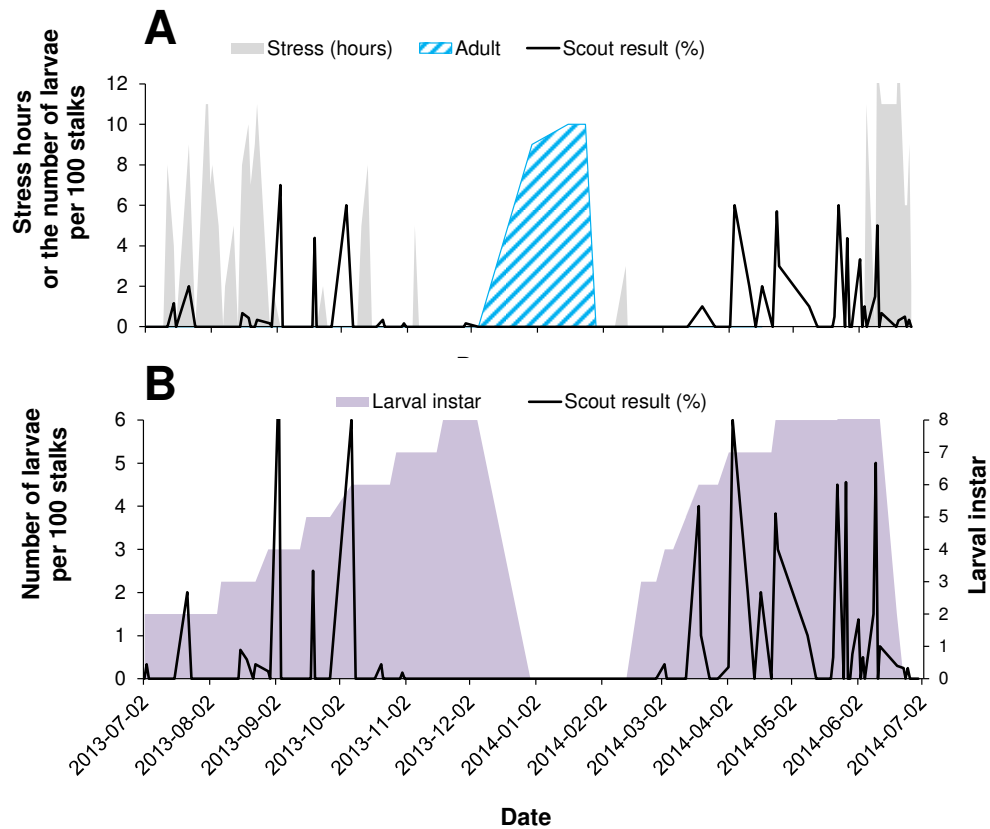 A
Stress (hours)
Adult
Scout result (%)
Stress hours
or the number of larvae
per 100 stalks
12
10
8
6
4
2
0
B
Larval instar
Scout result (%)
Number of larvae
per 100 stalks
6
5
4
3
2
1
0
8
7
6
5
4
3
2
1
0
Larval instar
2013-07-02
2013-08-02
2013-09-02
2013-10-02
2013-11-02
2013-12-02
2014-01-02
2014-02-02
2014-03-02
2014-04-02
2014-05-02
2014-06-02
2014-07-02
Date